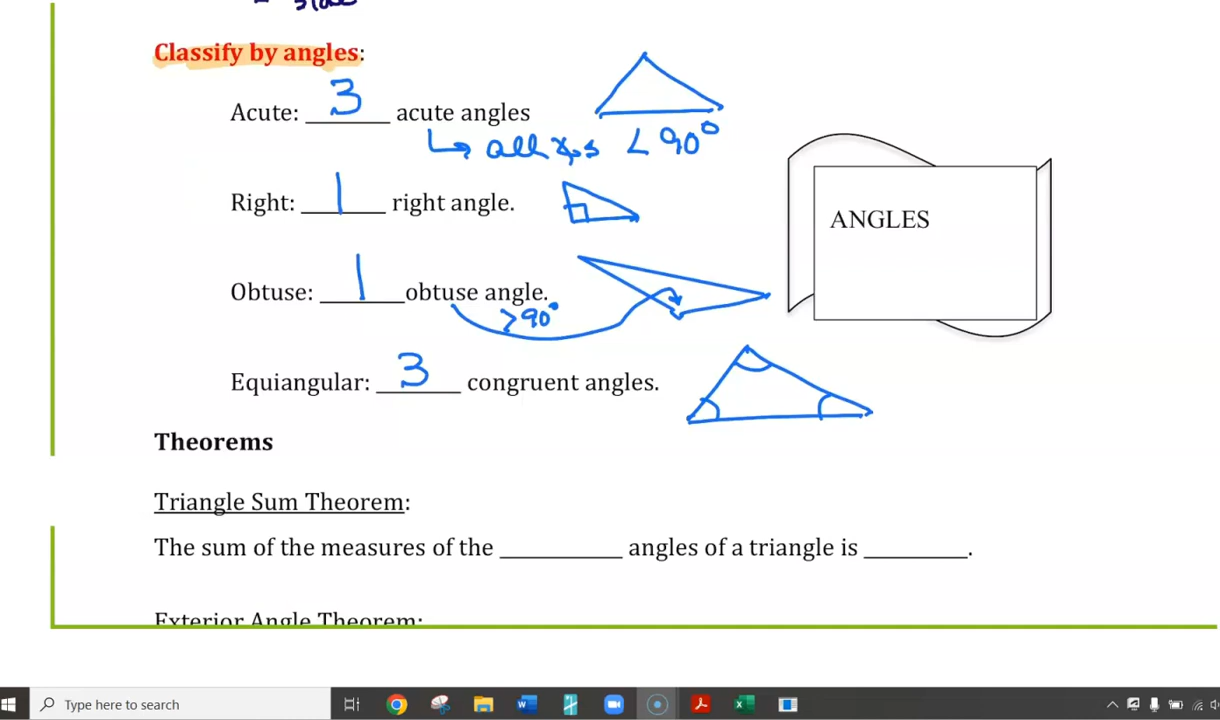 Classify by angles:
Acute: 3 acute angles
↳ all ∡s < 90°
Right: 1 right angle.
ANGLES
Obtuse: 1 obtuse angle.
> 90°
Equiangular: 3 congruent angles.
Theorems
Triangle Sum Theorem:
The sum of the measures of the __________ angles of a triangle is ________.
Exterior Angle Theorem:
Type here to search